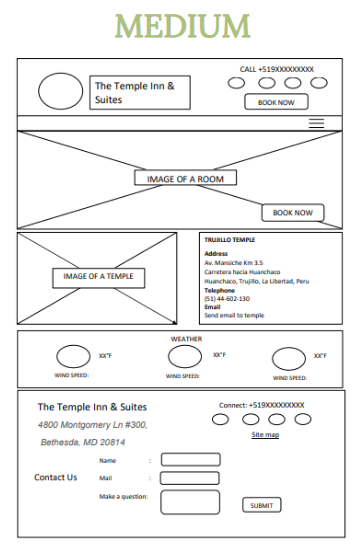 MEDIUM
CALL +519XXXXXXXXX
The Temple Inn &
Suites
BOOK NOW
IMAGE OF A ROOM
BOOK NOW
IMAGE OF A TEMPLE
TRUJILLO TEMPLE
Address
Av. Mansiche Km 3.5
Carretera hacia Huanchaco
Huanchaco, Trujillo, La Libertad, Peru
Telephone
(51) 44-602-130
Email
Send email to temple
WEATHER
XX°F
XX°F
XX°F
WIND SPEED:
WIND SPEED:
WIND SPEED:
The Temple Inn & Suites
4800 Montgomery Ln #300,
Bethesda, MD 20814
Connect: +519XXXXXXXXX
Site map
Contact Us
Name :
Mail :
Make a question:
SUBMIT